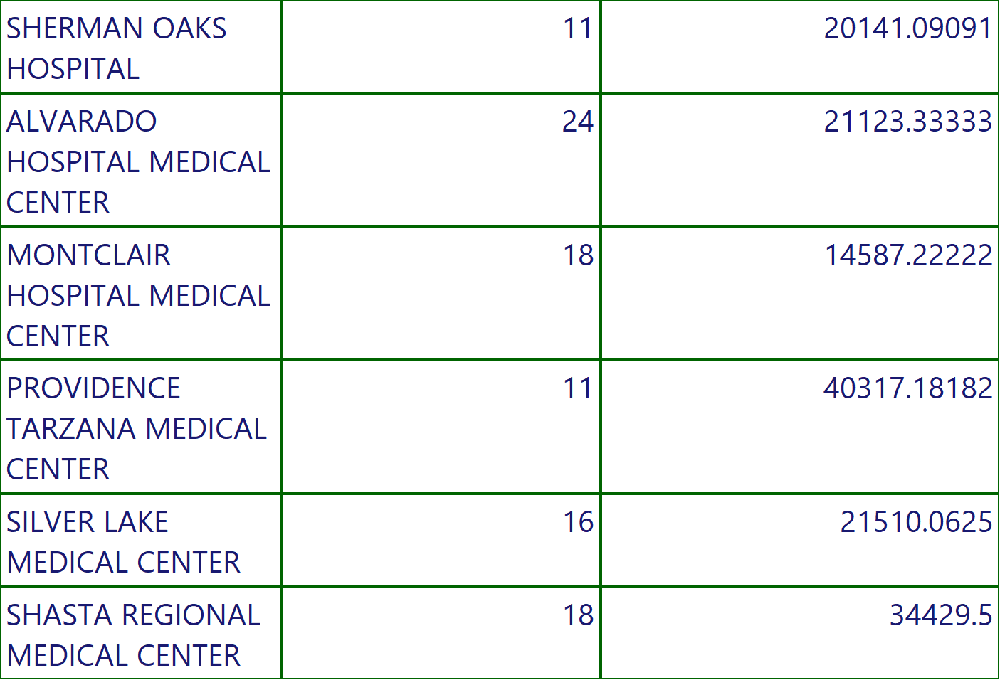 SHERMAN OAKS 11 20141.09091
HOSPITAL
ALVARADO 24 21123.33333
HOSPITAL MEDICAL
CENTER
MONTCLAIR 18 14587.22222
HOSPITAL MEDICAL
CENTER
PROVIDENCE 11 40317.18182
TARZANA MEDICAL
CENTER
SILVER LAKE 16 21510.0625
MEDICAL CENTER
SHASTA REGIONAL 18 34429.5
MEDICAL CENTER